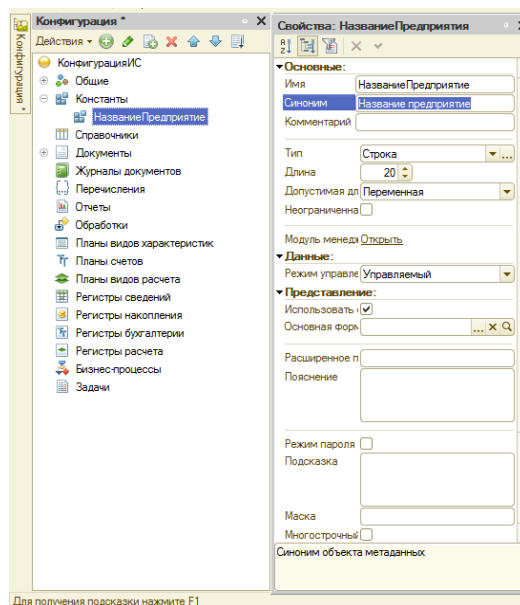 Конфигурация *
Действия
Конфигурация *
КонфигурацияИС
Общие
Константы
НазваниеПредприятие
Справочники
Документы
Журналы документов
Перечисления
Отчеты
Обработки
Планы видов характеристик
Планы счетов
Планы видов расчета
Регистры сведений
Регистры накопления
Регистры бухгалтерии
Регистры расчета
Бизнес-процессы
Задачи
Свойства: НазваниеПредприятия
Основные:
Имя НазваниеПредприятие
Синоним Название предприятие
Комментарий
Тип Строка
Длина 20
Допустимая дл Переменная
Неограниченна
Модуль менедж Открыть
Данные:
Режим управле Управляемый
Представление:
Использовать
Основная форм
Расширенное п
Пояснение
Режим пароля
Подсказка
Маска
Многострочный
Синоним объекта метаданных
Для получения подсказки нажмите F1